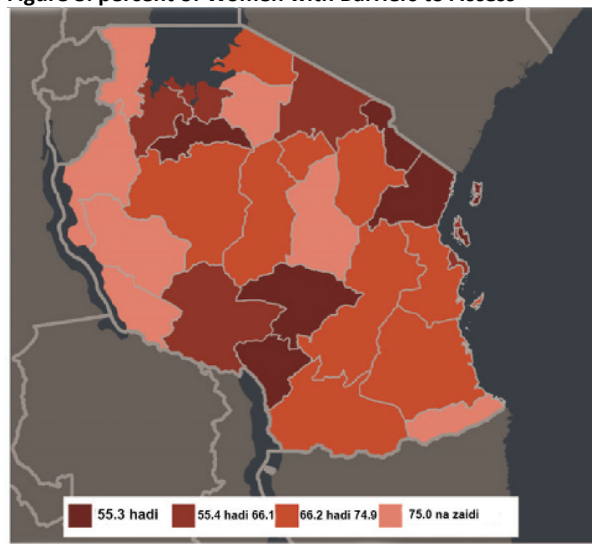 Figure percent of Women with Barriers to Access
55.3 hadi 55.4 hadi 66.1 66.2 hadi 74.9 75.0 na zaidi